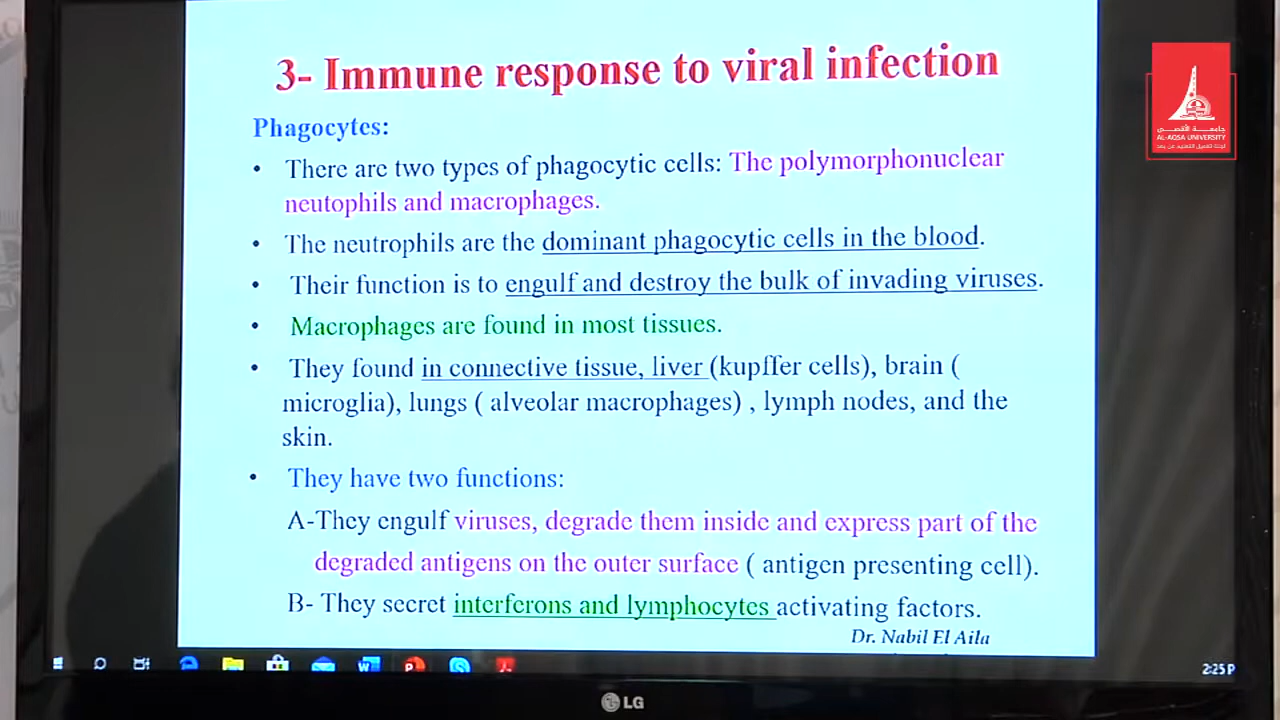 3- Immune response to viral infection
Phagocytes:
• There are two types of phagocytic cells: The polymorphonuclear
neutophils and macrophages.
• The neutrophils are the dominant phagocytic cells in the blood.
• Their function is to engulf and destroy the bulk of invading viruses.
• Macrophages are found in most tissues.
• They found in connective tissue, liver (kupffer cells), brain (
microglia), lungs ( alveolar macrophages) , lymph nodes, and the
skin.
• They have two functions:
A-They engulf viruses, degrade them inside and express part of the
degraded antigens on the outer surface ( antigen presenting cell).
B- They secret interferons and lymphocytes activating factors.
Dr. Nabil El Aila
جامعة الأقصى
AL-AQSA UNIVERSITY
2:25 P
LG